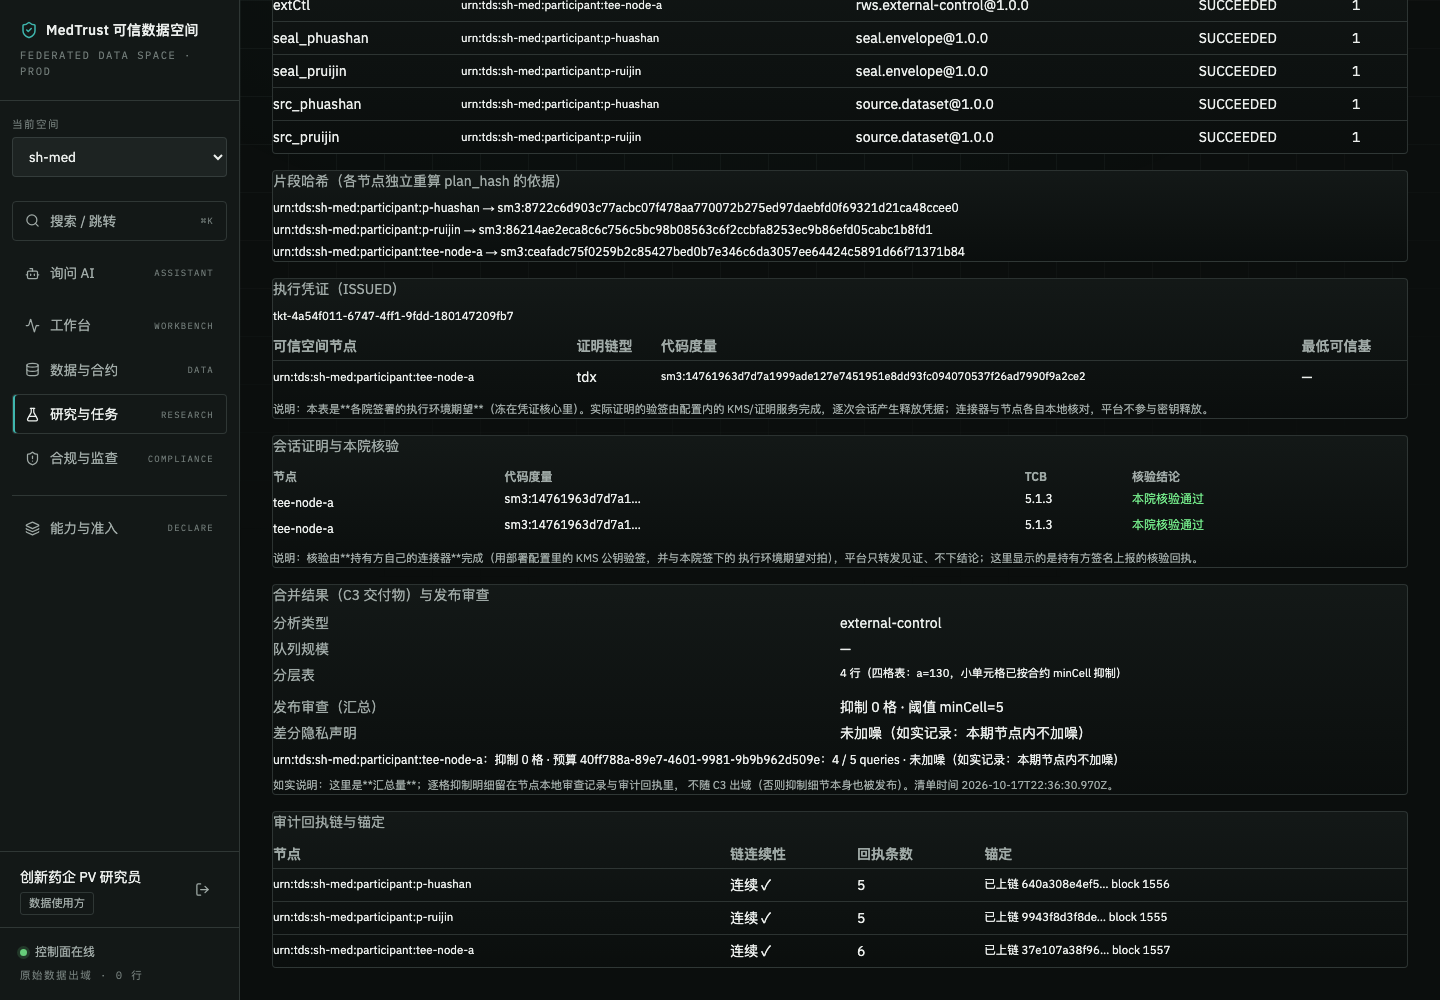 MedTrust 可信数据空间
FEDERATED DATA SPACE ·
PROD
当前空间
sh-med
搜索 / 跳转 ⌘K
询问 AI ASSISTANT
工作台 WORKBENCH
数据与合约 DATA
研究与任务 RESEARCH
合规与监查 COMPLIANCE
能力与准入 DECLARE
创新药企 PV 研究员
数据使用方
控制面在线
原始数据出域 · 0 行
extCtl urn:tds:sh-med:participant:tee-node-a rws.external-control@1.0.0 SUCCEEDED 1
seal_phuashan urn:tds:sh-med:participant:p-huashan seal.envelope@1.0.0 SUCCEEDED 1
seal_pruijin urn:tds:sh-med:participant:p-ruijin seal.envelope@1.0.0 SUCCEEDED 1
src_phuashan urn:tds:sh-med:participant:p-huashan source.dataset@1.0.0 SUCCEEDED 1
src_pruijin urn:tds:sh-med:participant:p-ruijin source.dataset@1.0.0 SUCCEEDED 1
片段哈希（各节点独立重算 plan_hash 的依据）
urn:tds:sh-med:participant:p-huashan → sm3:8722c6d903c77acbc07f478aa770072b275ed97daebfd0f69321d21ca48ccee0
urn:tds:sh-med:participant:p-ruijin → sm3:86214ae2eca8c6c756c5bc98b08563c6f2ccbfa8253ec9b86efd05cabc1b8fd1
urn:tds:sh-med:participant:tee-node-a → sm3:ceafadc75f0259b2c85427bed0b7e346c6da3057ee64424c5891d66f71371b84
执行凭证（ISSUED）
tkt-4a54f011-6747-4ff1-9fdd-180147209fb7
可信空间节点 证明链型 代码度量 最低可信基
urn:tds:sh-med:participant:tee-node-a tdx sm3:14761963d7d7a1999ade127e7451951e8dd93fc094070537f26ad7990f9a2ce2 —
说明：本表是**各院签署的执行环境期望**（冻在凭证核心里）。实际证明的验签由配置内的 KMS/证明服务完成，逐次会话产生释放凭据；连接器与节点各自本地核对，平台不参与密钥释放。
会话证明与本院核验
节点 代码度量 TCB 核验结论
tee-node-a sm3:14761963d7d7a1... 5.1.3 本院核验通过
tee-node-a sm3:14761963d7d7a1... 5.1.3 本院核验通过
说明：核验由**持有方自己的连接器**完成（用部署配置里的 KMS 公钥验签，并与本院签下的 执行环境期望对拍），平台只转发见证、不下结论；这里显示的是持有方签名上报的核验回执。
合并结果（C3 交付物）与发布审查
分析类型 external-control
队列规模 —
分层表 4 行（四格表：a=130，小单元格已按合约 minCell 抑制）
发布审查（汇总） 抑制 0 格 · 阈值 minCell=5
差分隐私声明 未加噪（如实记录：本期节点内不加噪）
urn:tds:sh-med:participant:tee-node-a：抑制 0 格 · 预算 40ff788a-89e7-4601-9981-9b9b962d509e：4 / 5 queries · 未加噪（如实记录：本期节点内不加噪）
如实说明：这里是**汇总量**；逐格抑制明细留在节点本地审查记录与审计回执里， 不随 C3 出域（否则抑制细节本身也被发布）。清单时间 2026-10-17T22:36:30.970Z。
审计回执链与锚定
节点 链连续性 回执条数 锚定
urn:tds:sh-med:participant:p-huashan 连续 ✓ 5 已上链 640a308e4ef5... block 1556
urn:tds:sh-med:participant:p-ruijin 连续 ✓ 5 已上链 9943f8d3f8de... block 1555
urn:tds:sh-med:participant:tee-node-a 连续 ✓ 6 已上链 37e107a38f96... block 1557